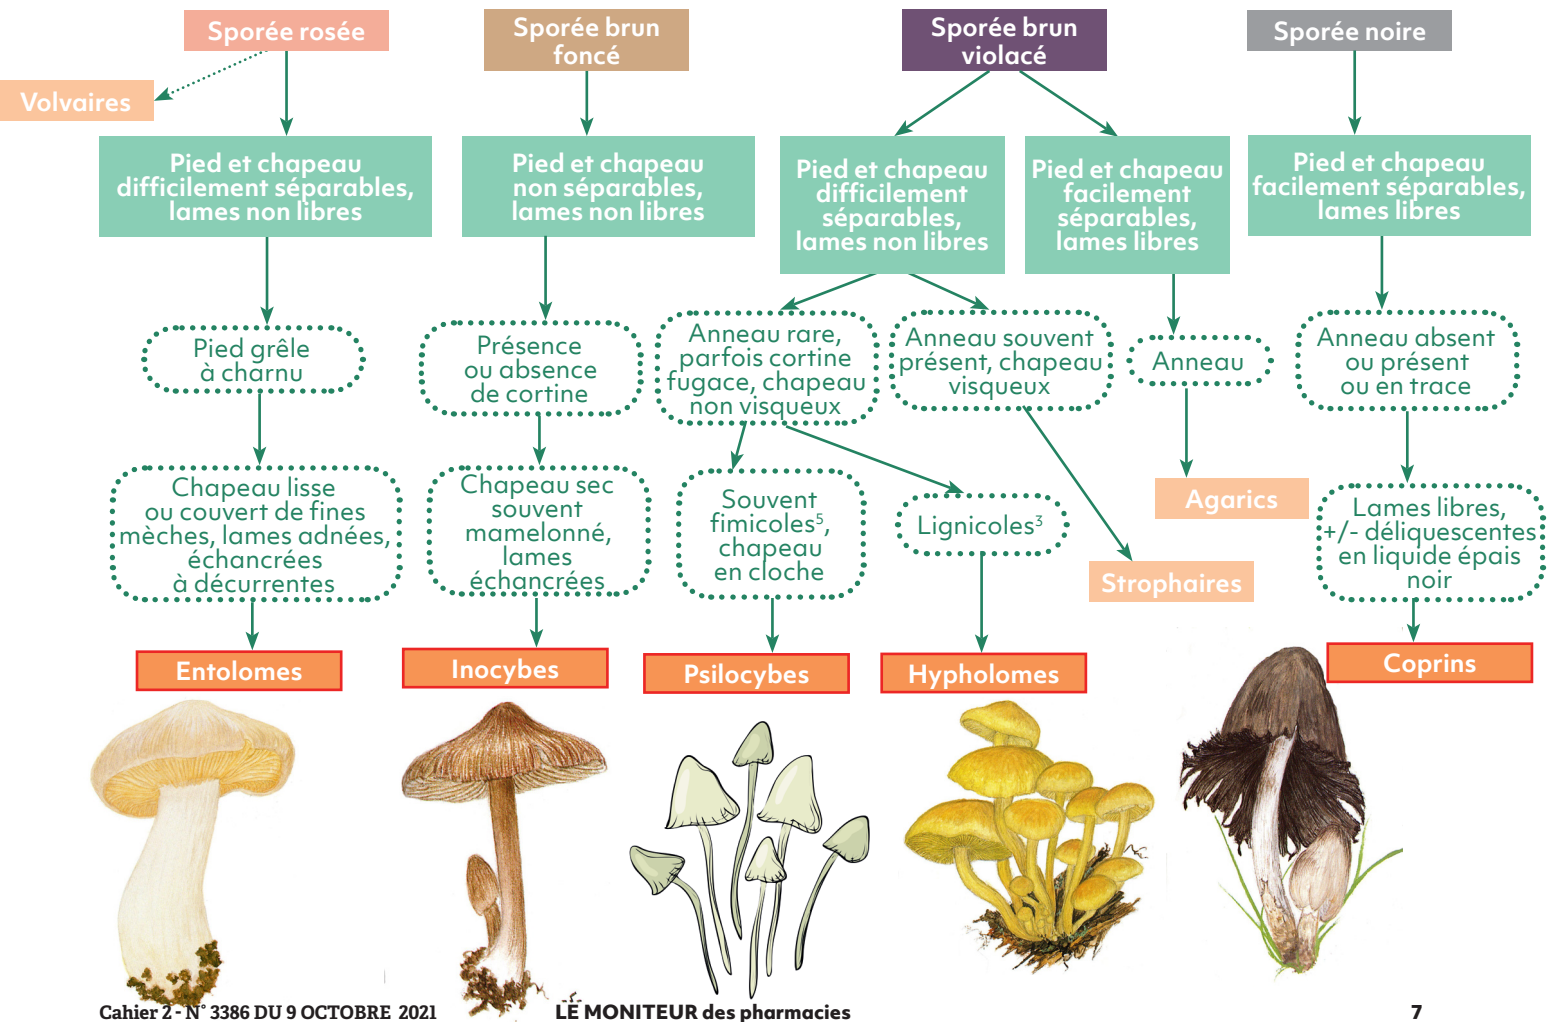 Sporée rosée
Sporée brun
foncé
Sporée brun
violacé
Sporée noire
Volvaires
Pied et chapeau
difficilement séparables,
lames non libres
Pied et chapeau
non séparables,
lames non libres
Pied et chapeau
difficilement
séparables,
lames non libres
Pied et chapeau
facilement
séparables,
lames libres
Pied et chapeau
facilement séparables,
lames libres
Pied grêle
à charnu
Présence
ou absence
de cortine
Anneau rare,
parfois cortine
fugace, chapeau
non visqueux
Anneau souvent
présent, chapeau
visqueux
Anneau
Anneau absent
ou présent
ou en trace
Chapeau lisse
ou couvert de fines
mèches, lames adnées,
échancrées
à décurrentes
Chapeau sec
souvent
mamelonné,
lames
échancrées
Souvent
fimicoles⁵,
chapeau
en cloche
Lignicoles³
Agarics
Strophaires
Lames libres,
+/- déliquescentes
en liquide épais
noir
Entolomes
Inocybes
Psilocybes
Hypholomes
Coprins
Cahier 2 - N° 3386 DU 9 OCTOBRE 2021
LE MONITEUR des pharmacies
7